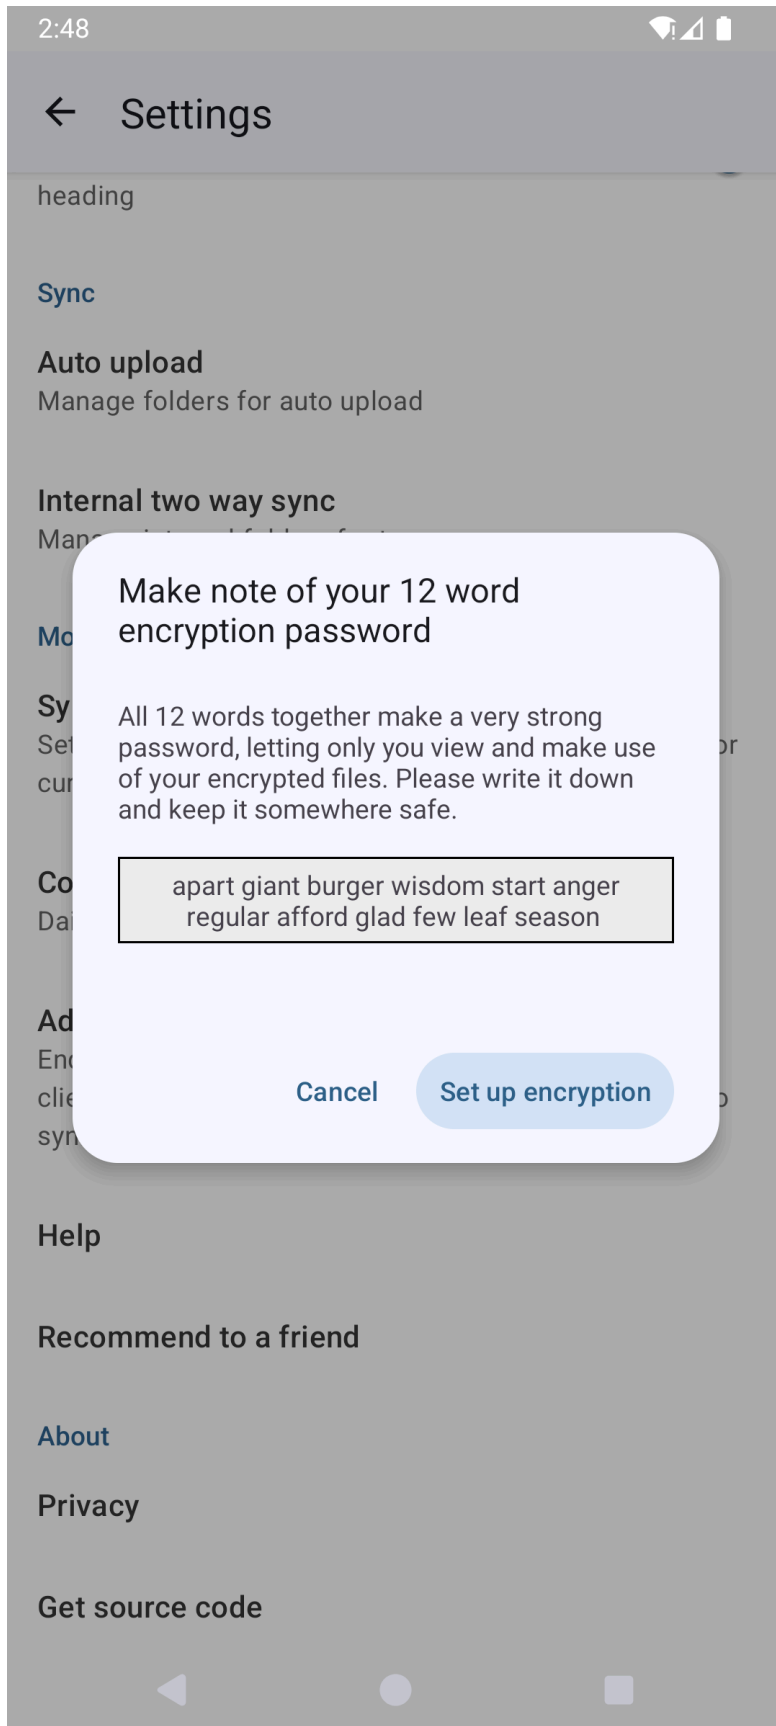 2:48
Settings
heading
Sync
Auto upload
Manage folders for auto upload
Internal two way sync
Make note of your 12 word
encryption password
All 12 words together make a very strong
password, letting only you view and make use
of your encrypted files. Please write it down
and keep it somewhere safe.
apart giant burger wisdom start anger
regular afford glad few leaf season
Cancel
Set up encryption
Help
Recommend to a friend
About
Privacy
Get source code